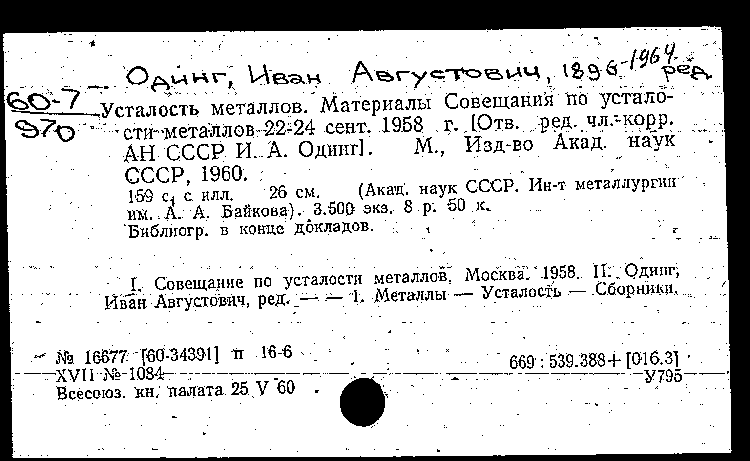 Одинг, Иван Августович, 1896-1964
ред.
60-7
970
Усталость металлов. Материалы Совещания по устало-
сти металлов 22-24 сент. 1958 г. [Отв. ред. чл.-корр.
АН СССР И. А. Одинг]. М., Изд-во Акад. наук
СССР, 1960.
159 с. с илл. 26 см. (Акад. наук СССР. Ин-т металлургии
им. А. А. Байкова). 3.500 экз. 8 р. 50 к.
Библиогр. в конце докладов.
I. Совещание по усталости металлов. Москва. 1958. II. Одинг,
Иван Августович, ред. — — 1. Металлы — Усталость — Сборники.
№ 16677 [60-34391] п 16-6
669 : 539.388+[016.3]
XVII № 1084
У795
Всесоюз. кн. палата 25 V 60